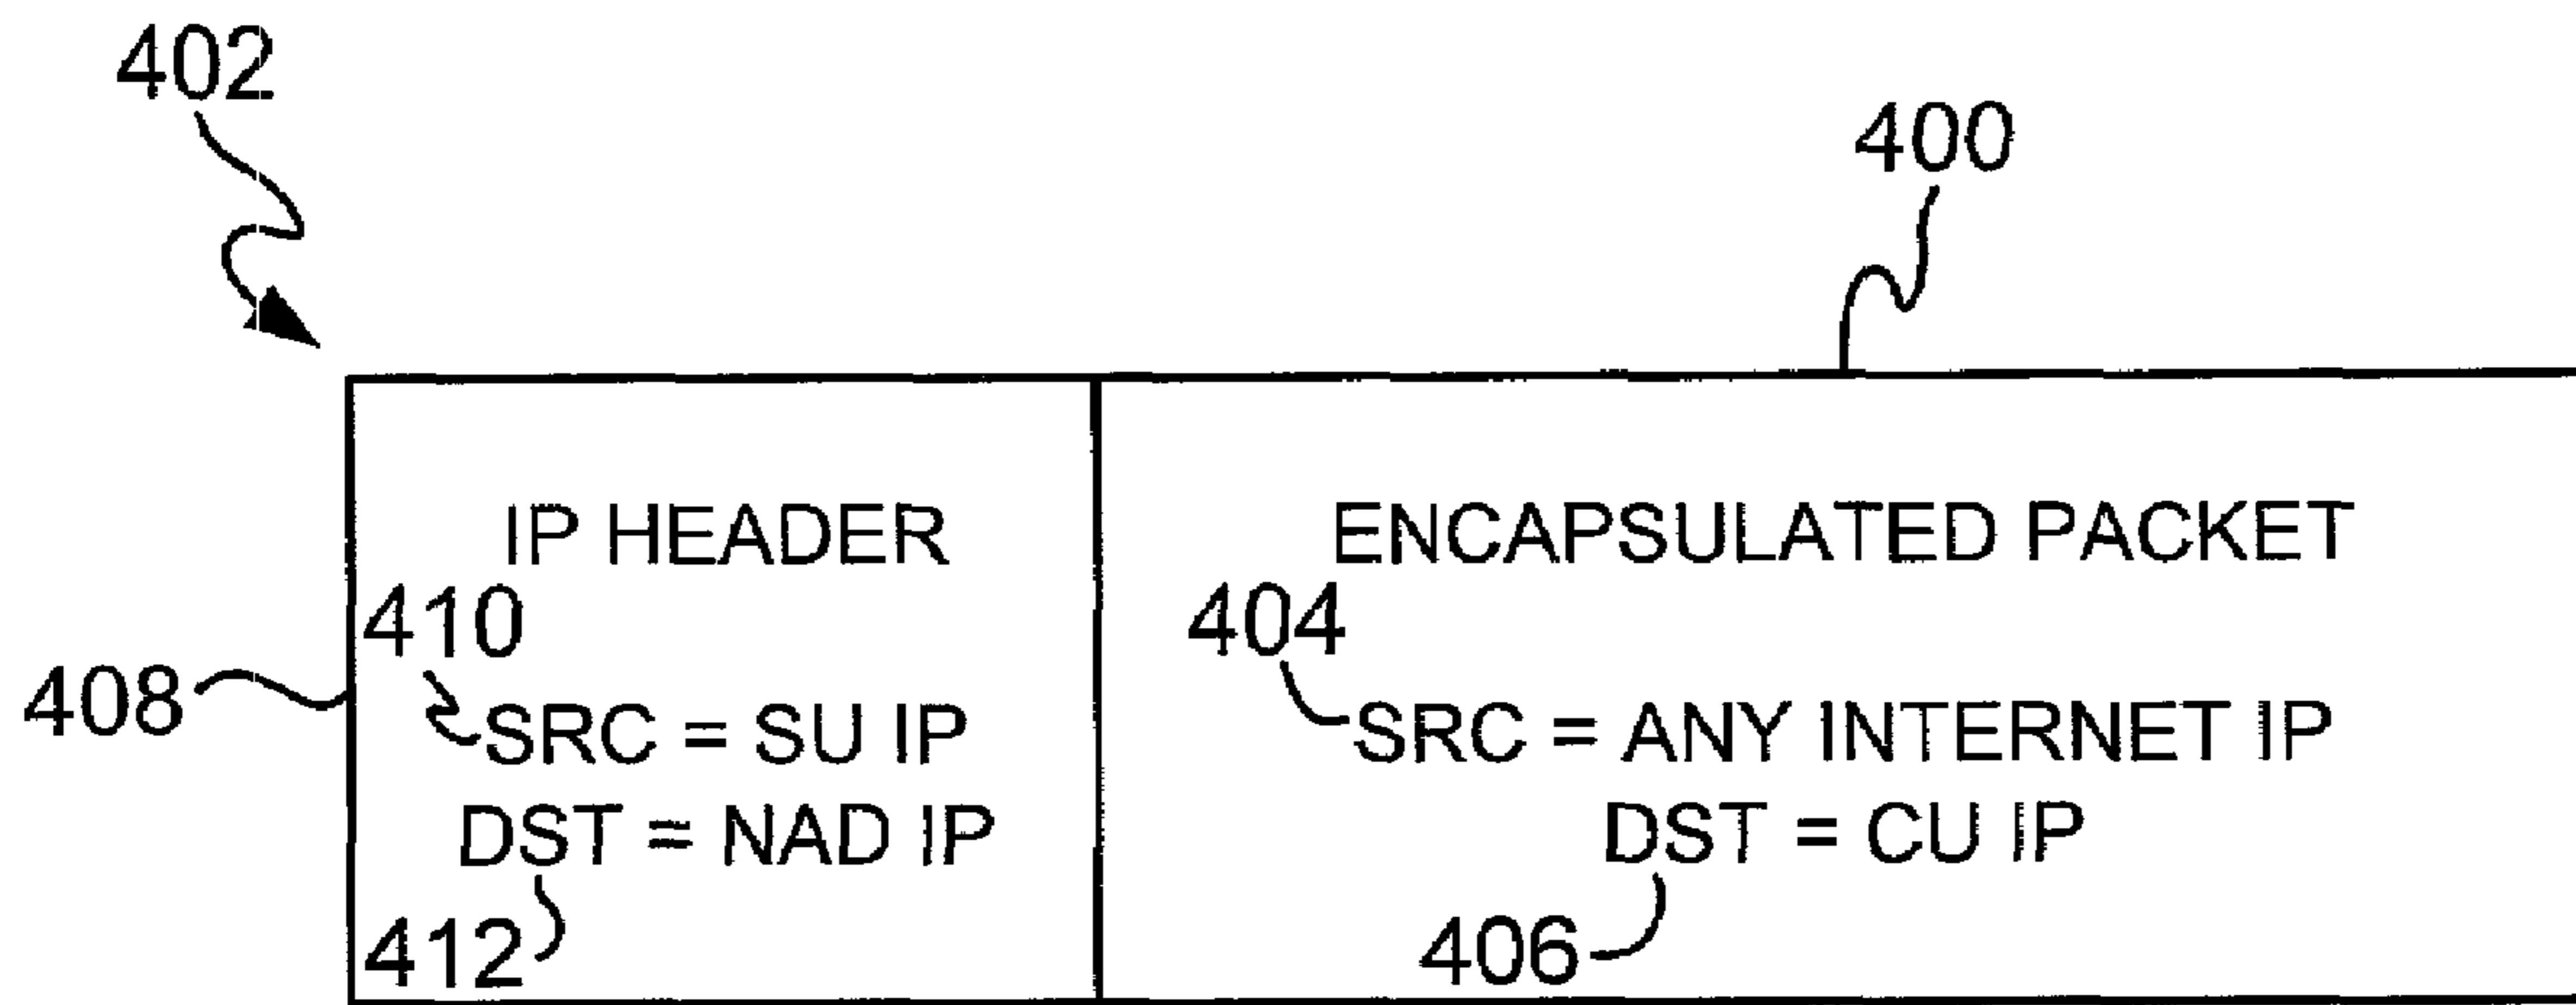 402
400
IP HEADER
ENCAPSULATED PACKET
410
404
408
SRC = SU IP
SRC = ANY INTERNET IP
DST = NAD IP
DST = CU IP
412
406